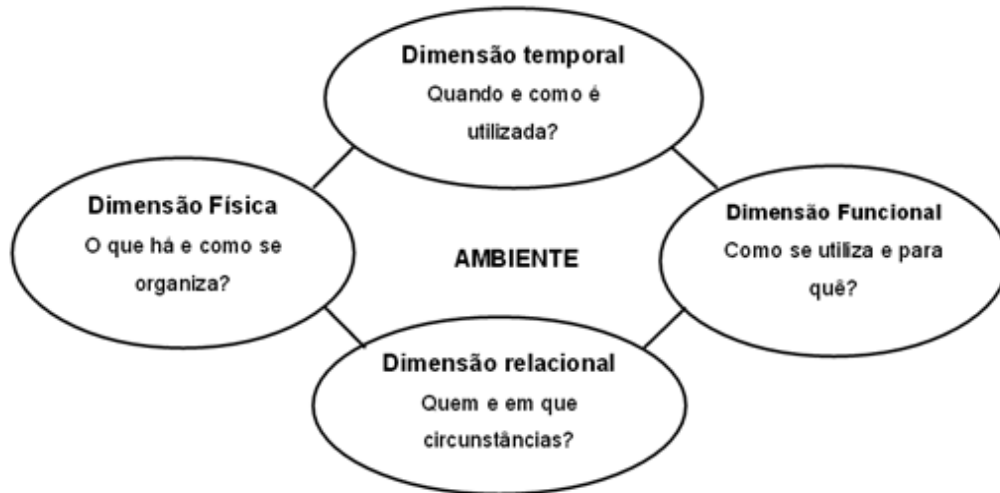 Dimensão temporal
Quando e como é
utilizada?
Dimensão Física
O que há e como se
organiza?
AMBIENTE
Dimensão Funcional
Como se utiliza e para
quê?
Dimensão relacional
Quem e em que
circunstâncias?